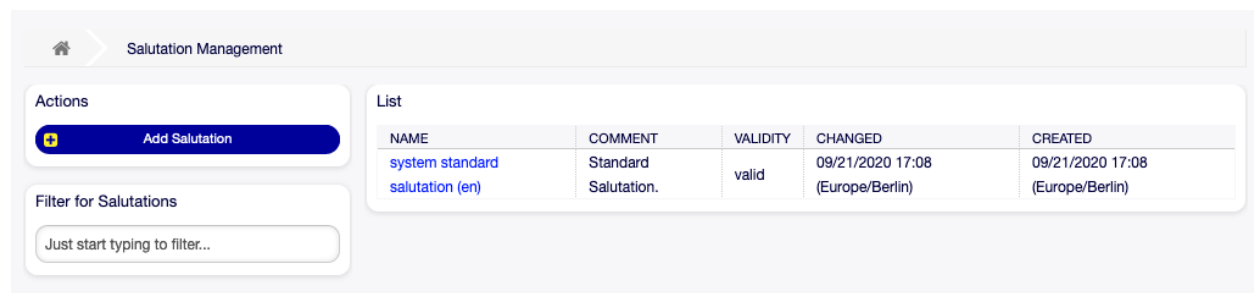 Salutation Management
Actions
Add Salutation
Filter for Salutations
Just start typing to filter...
List
NAME COMMENT VALIDITY CHANGED CREATED
system standard Standard valid 09/21/2020 17:08 09/21/2020 17:08
salutation (en) Salutation. (Europe/Berlin) (Europe/Berlin)